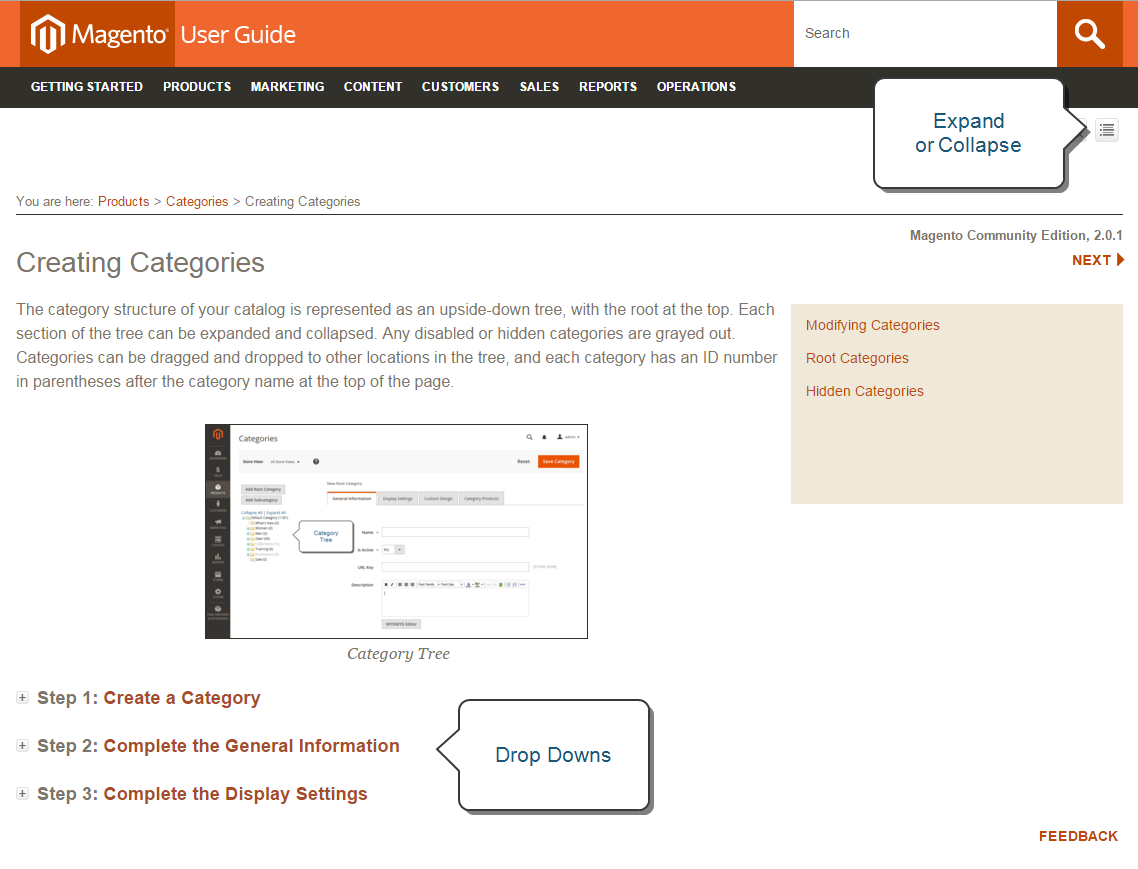 Magento User Guide
Search
GETTING STARTED PRODUCTS MARKETING CONTENT CUSTOMERS SALES REPORTS OPERATIONS
Expand
or Collapse
You are here: Products > Categories > Creating Categories
Magento Community Edition, 2.0.1
NEXT
Creating Categories
The category structure of your catalog is represented as an upside-down tree, with the root at the top. Each
section of the tree can be expanded and collapsed. Any disabled or hidden categories are grayed out.
Categories can be dragged and dropped to other locations in the tree, and each category has an ID number
in parentheses after the category name at the top of the page.
Modifying Categories
Root Categories
Hidden Categories
Categories
admin
Store View: All Store Views
Reset
Save Category
Add Root Category
Add Subcategory
New Root Category
General Information Display Settings Custom Design Category Products
Collapse All | Expand All
Category
Tree
Name
Is Active
No
URL Key
[STORE VIEW]
Description
Font Family Font Size
WYSIWYG Editor
Category Tree
+ Step 1: Create a Category
+ Step 2: Complete the General Information
+ Step 3: Complete the Display Settings
Drop Downs
FEEDBACK